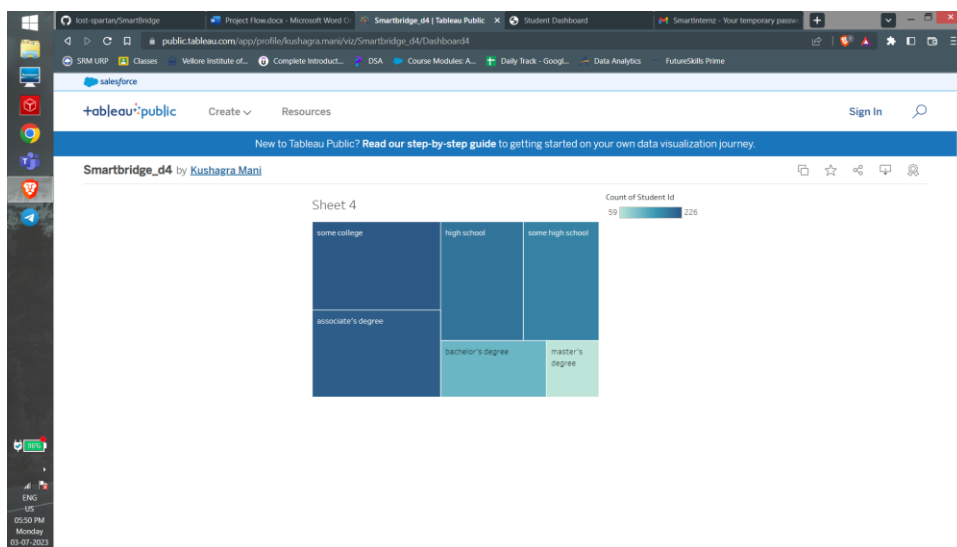 lost-spartan/SmartBridge
Project Flow.docx - Microsoft Word O
Smartbridge_d4 | Tableau Public
Student Dashboard
SmartInternz - Your temporary passw
public.tableau.com/app/profile/kushagra.mani/viz/Smartbridge_d4/Dashboard4
SRM URP
Classes
Vellore Institute of...
Complete Introduct...
DSA
Course Modules: A...
Daily Track - Googl...
Data Analytics
FutureSkills Prime
salesforce
+ableau public
Create
Resources
Sign In
New to Tableau Public? Read our step-by-step guide to getting started on your own data visualization journey.
Smartbridge_d4 by Kushagra Mani
Sheet 4
Count of Student Id
59
226
some college
high school
some high school
associate's degree
bachelor's degree
master's
degree
96%
ENG
US
05:50 PM
Monday
03-07-2023